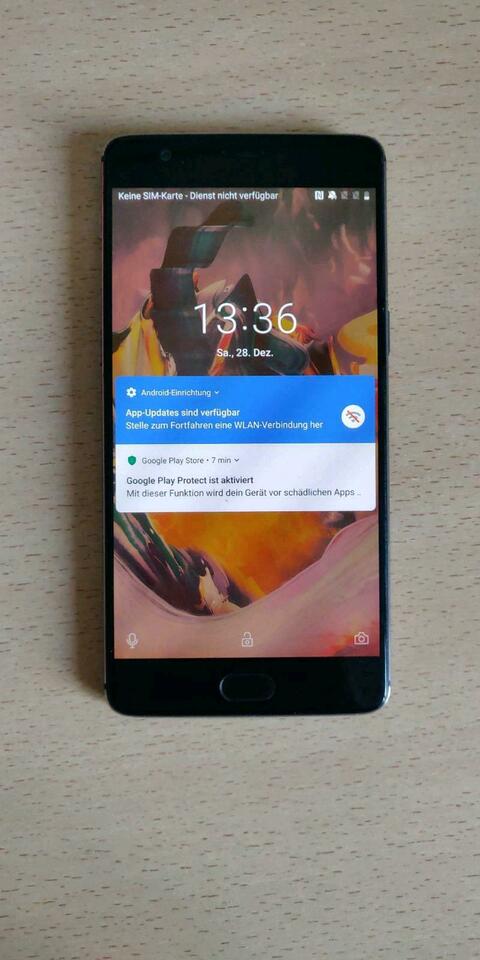 Keine SIM-Karte - Dienst nicht verfügbar
13:36
Sa., 28. Dez.
Android-Einrichtung
App-Updates sind verfügbar
Stelle zum Fortfahren eine WLAN-Verbindung her
Google Play Store • 7 min
Google Play Protect ist aktiviert
Mit dieser Funktion wird dein Gerät vor schädlichen Apps ..